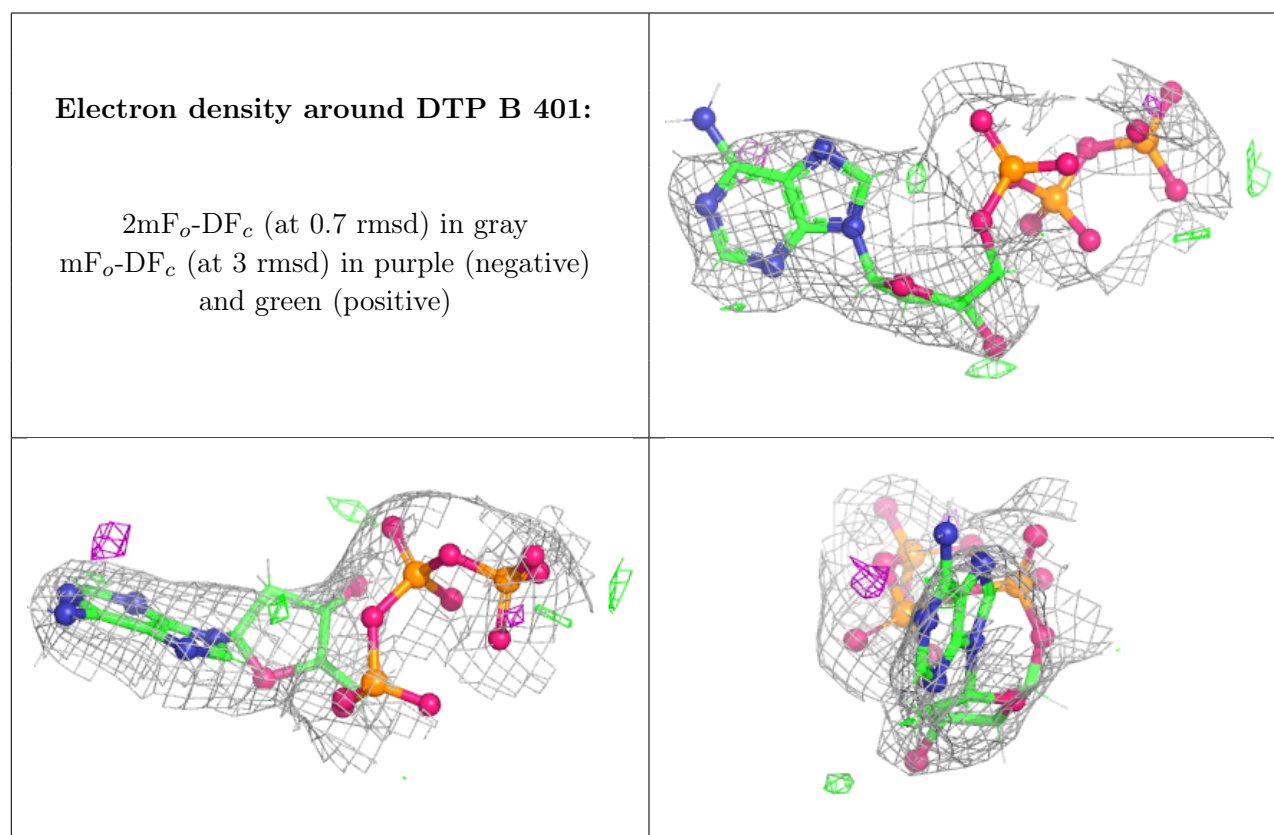 Electron density around DTP B 401:
2mFo-DFc (at 0.7 rmsd) in gray
mFo-DFc (at 3 rmsd) in purple (negative)
and green (positive)